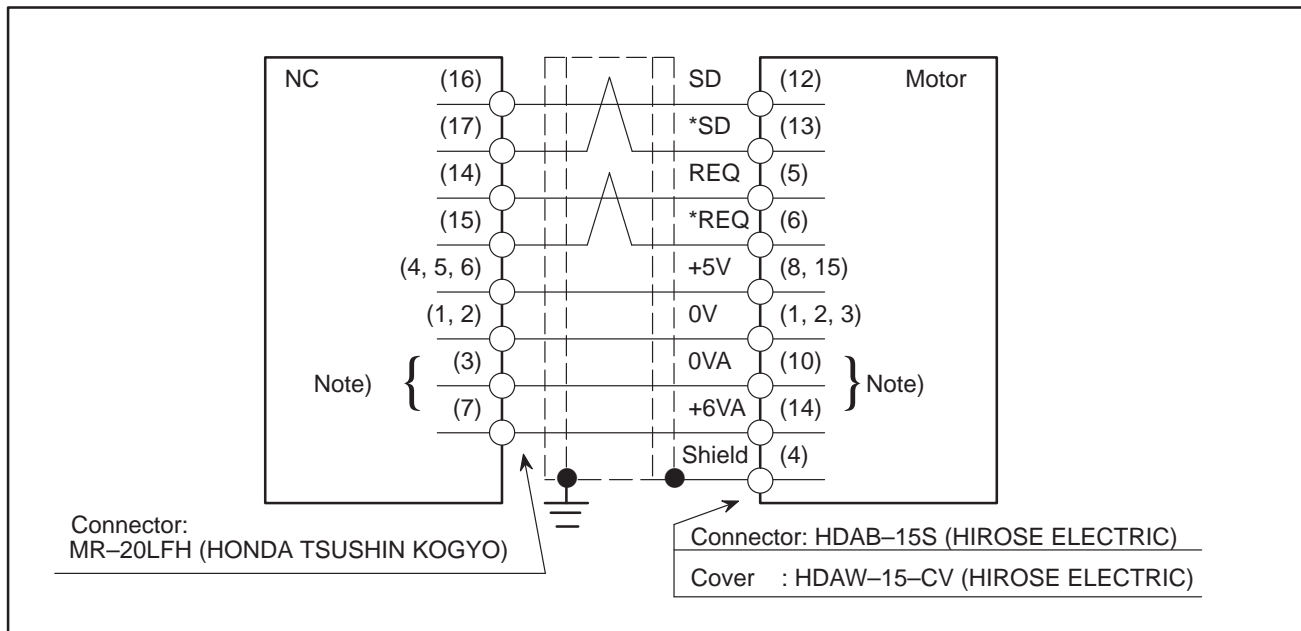 NC (16) SD (12) Motor
(17) *SD (13)
(14) REQ (5)
(15) *REQ (6)
(4, 5, 6) +5V (8, 15)
(1, 2) 0V (1, 2, 3)
(3) 0VA (10)
Note) { } Note)
(7) +6VA (14)
Shield (4)
Connector:
MR–20LFH (HONDA TSUSHIN KOGYO)
Connector: HDAB–15S (HIROSE ELECTRIC)
Cover : HDAW–15–CV (HIROSE ELECTRIC)